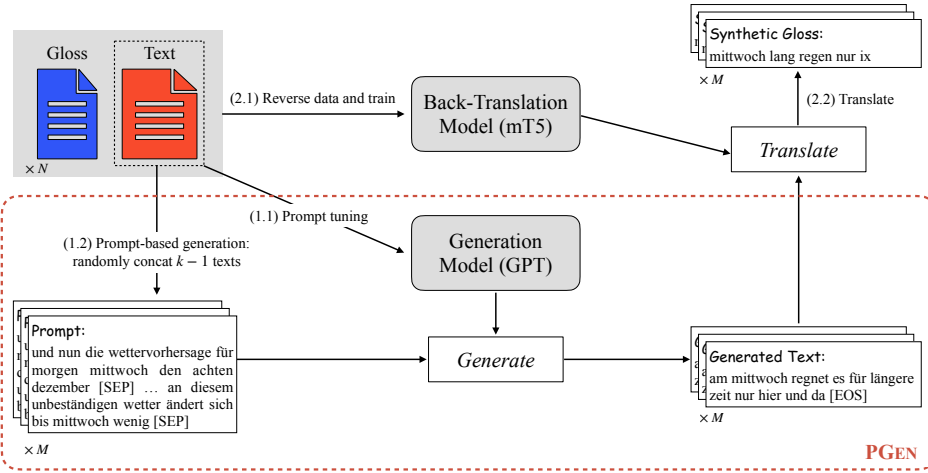 Gloss
Text
× N
(2.1) Reverse data and train
Back-Translation
Model (mT5)
Synthetic Gloss:
mittwoch lang regen nur ix
× M
(2.2) Translate
Translate
(1.1) Prompt tuning
(1.2) Prompt-based generation:
randomly concat k − 1 texts
Generation
Model (GPT)
Prompt:
und nun die wettervorhersage für
morgen mittwoch den achten
dezember [SEP] … an diesem
unbeständigen wetter ändert sich
bis mittwoch wenig [SEP]
× M
Generate
Generated Text:
am mittwoch regnet es für längere
zeit nur hier und da [EOS]
× M
PGEN